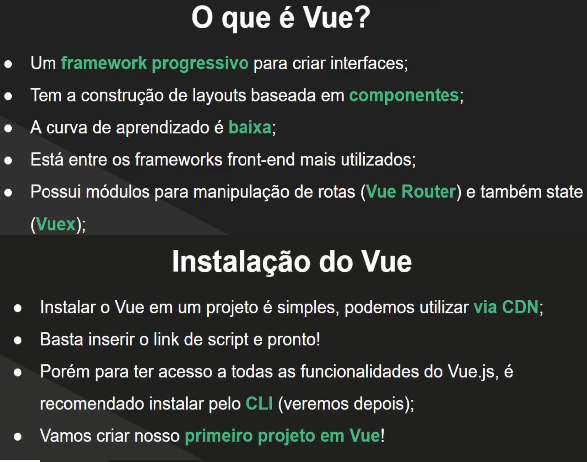 O que é Vue?
● Um framework progressivo para criar interfaces;
● Tem a construção de layouts baseada em componentes;
● A curva de aprendizado é baixa;
● Está entre os frameworks front-end mais utilizados;
● Possui módulos para manipulação de rotas (Vue Router) e também state
(Vuex);
Instalação do Vue
● Instalar o Vue em um projeto é simples, podemos utilizar via CDN;
● Basta inserir o link de script e pronto!
● Porém para ter acesso a todas as funcionalidades do Vue.js, é
recomendado instalar pelo CLI (veremos depois);
● Vamos criar nosso primeiro projeto em Vue!